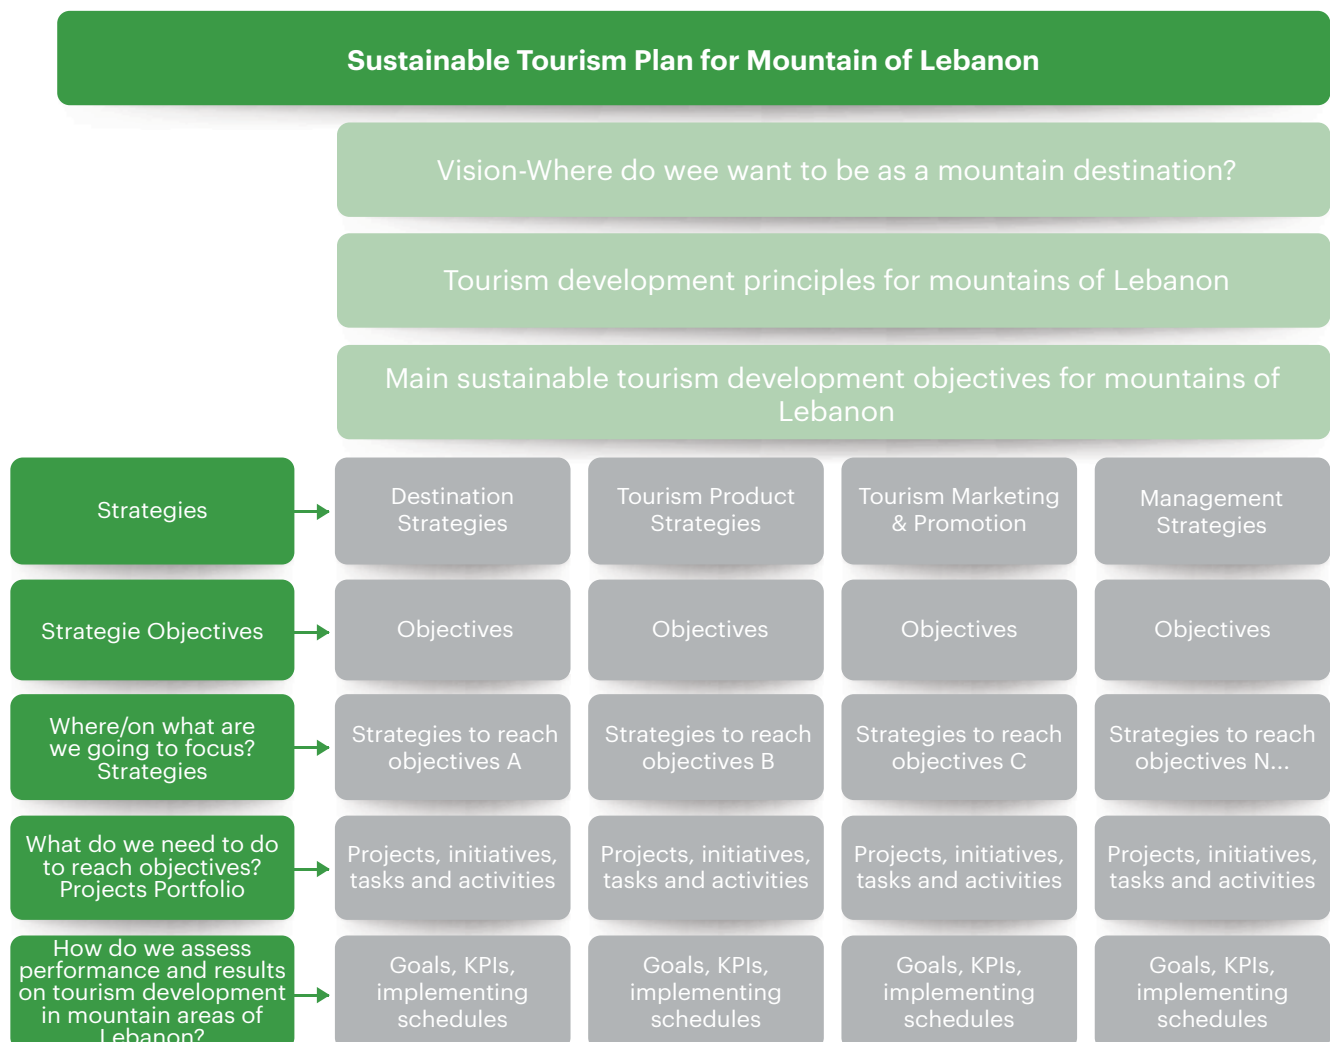 Sustainable Tourism Plan for Mountain of Lebanon
Vision-Where do wee want to be as a mountain destination?
Tourism development principles for mountains of Lebanon
Main sustainable tourism development objectives for mountains of
Lebanon
Strategies
Destination
Strategies
Tourism Product
Strategies
Tourism Marketing
& Promotion
Management
Strategies
Strategie Objectives
Objectives
Objectives
Objectives
Objectives
Where/on what are
we going to focus?
Strategies
Strategies to reach
objectives A
Strategies to reach
objectives B
Strategies to reach
objectives C
Strategies to reach
objectives N...
What do we need to do
to reach objectives?
Projects Portfolio
Projects, initiatives,
tasks and activities
Projects, initiatives,
tasks and activities
Projects, initiatives,
tasks and activities
Projects, initiatives,
tasks and activities
How do we assess
performance and results
on tourism development
in mountain areas of
Lebanon?
Goals, KPIs,
implementing
schedules
Goals, KPIs,
implementing
schedules
Goals, KPIs,
implementing
schedules
Goals, KPIs,
implementing
schedules